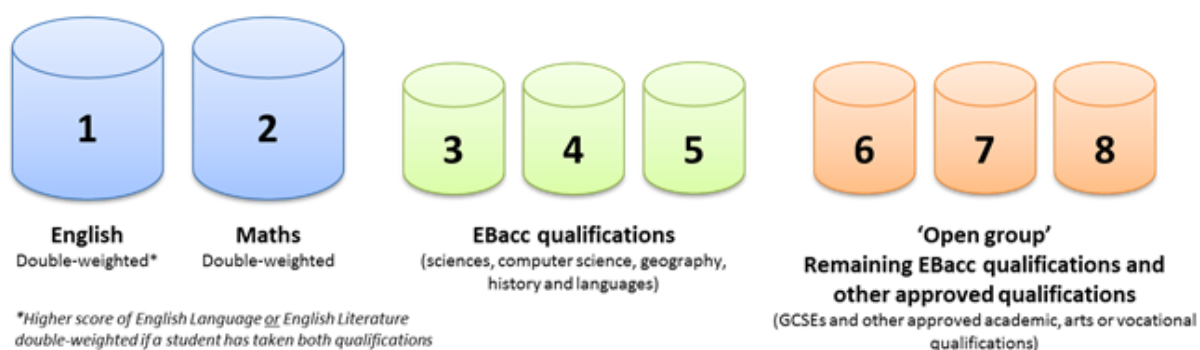 1
2
3
4
5
6
7
8
English
Double-weighted*
Maths
Double-weighted
EBacc qualifications
(sciences, computer science, geography,
history and languages)
‘Open group’
Remaining EBacc qualifications and
other approved qualifications
(GCSEs and other approved academic, arts or vocational
qualifications)
*Higher score of English Language or English Literature
double-weighted if a student has taken both qualifications